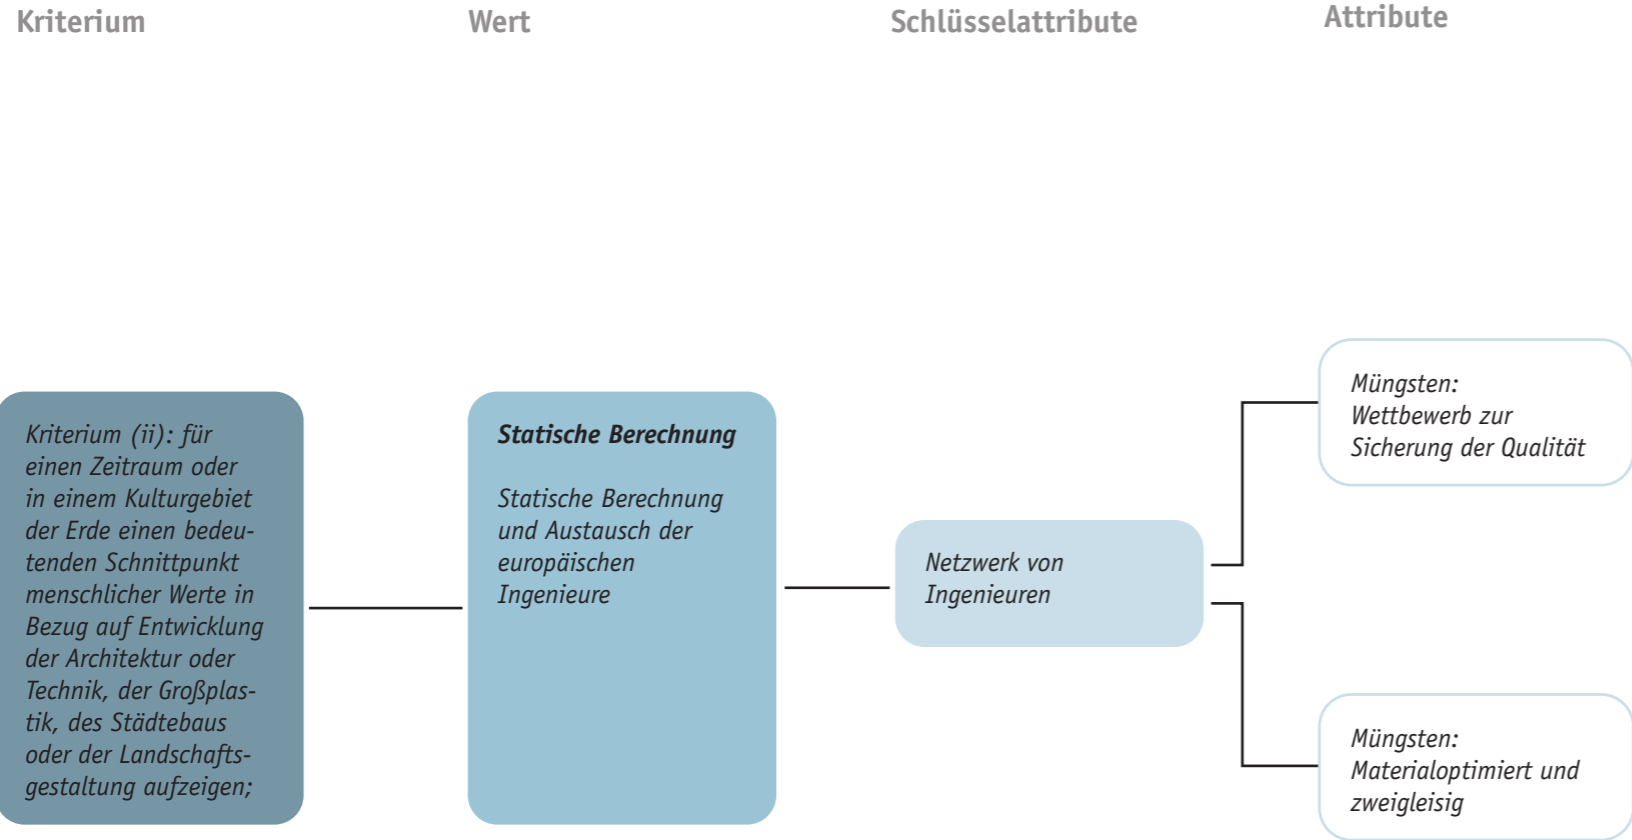 Kriterium
Wert
Schlüsselattribute
Attribute
Kriterium (ii): für
einen Zeitraum oder
in einem Kulturgebiet
der Erde einen bedeu-
tenden Schnittpunkt
menschlicher Werte in
Bezug auf Entwicklung
der Architektur oder
Technik, der Großplas-
tik, des Städtebaus
oder der Landschafts-
gestaltung aufzeigen;
Statische Berechnung
Statische Berechnung
und Austausch der
europäischen
Ingenieure
Netzwerk von
Ingenieuren
Müngsten:
Wettbewerb zur
Sicherung der Qualität
Müngsten:
Materialoptimiert und
zweigleisig